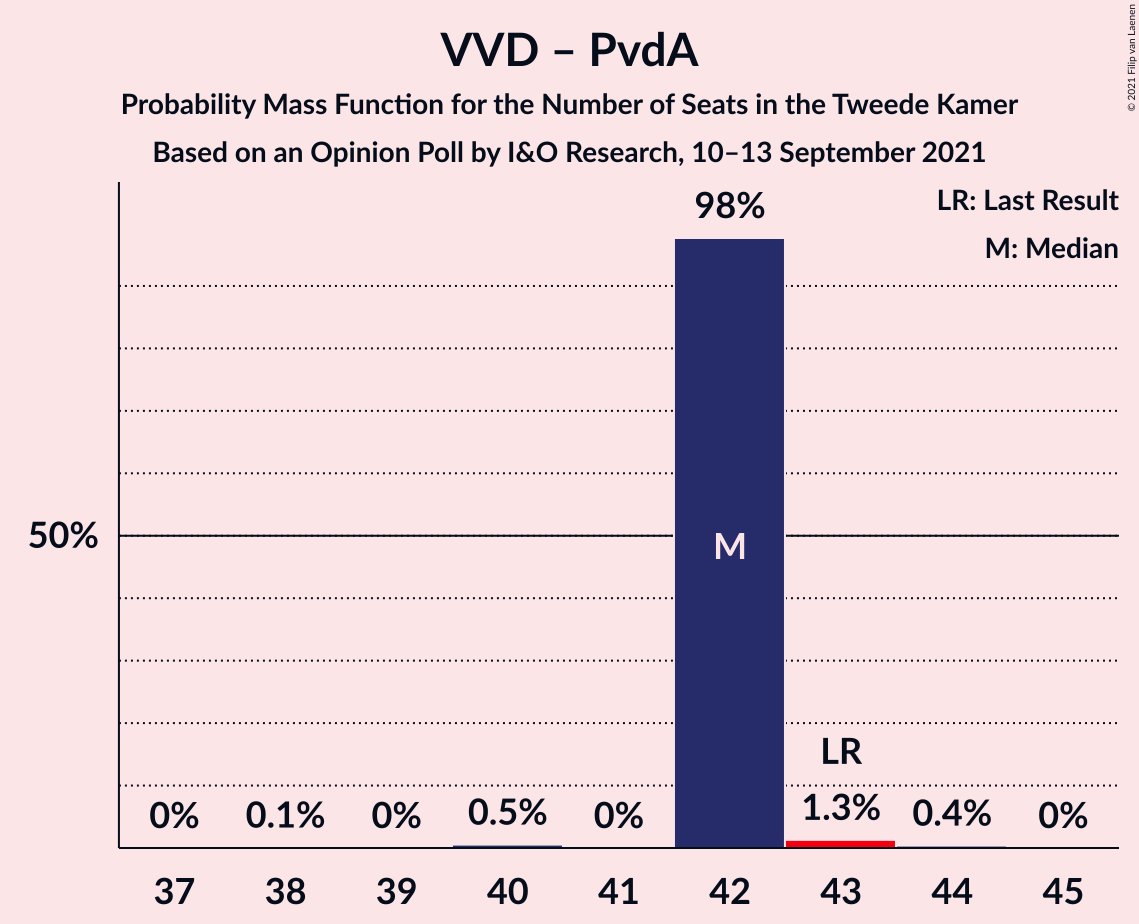 VVD – PvdA
Probability Mass Function for the Number of Seats in the Tweede Kamer
Based on an Opinion Poll by I&O Research, 10–13 September 2021
© 2021 Filip van Laenen
LR: Last Result
M: Median
98%
50%
M
LR
0% 0.1% 0% 0.5% 0% 1.3% 0.4% 0%
37 38 39 40 41 42 43 44 45